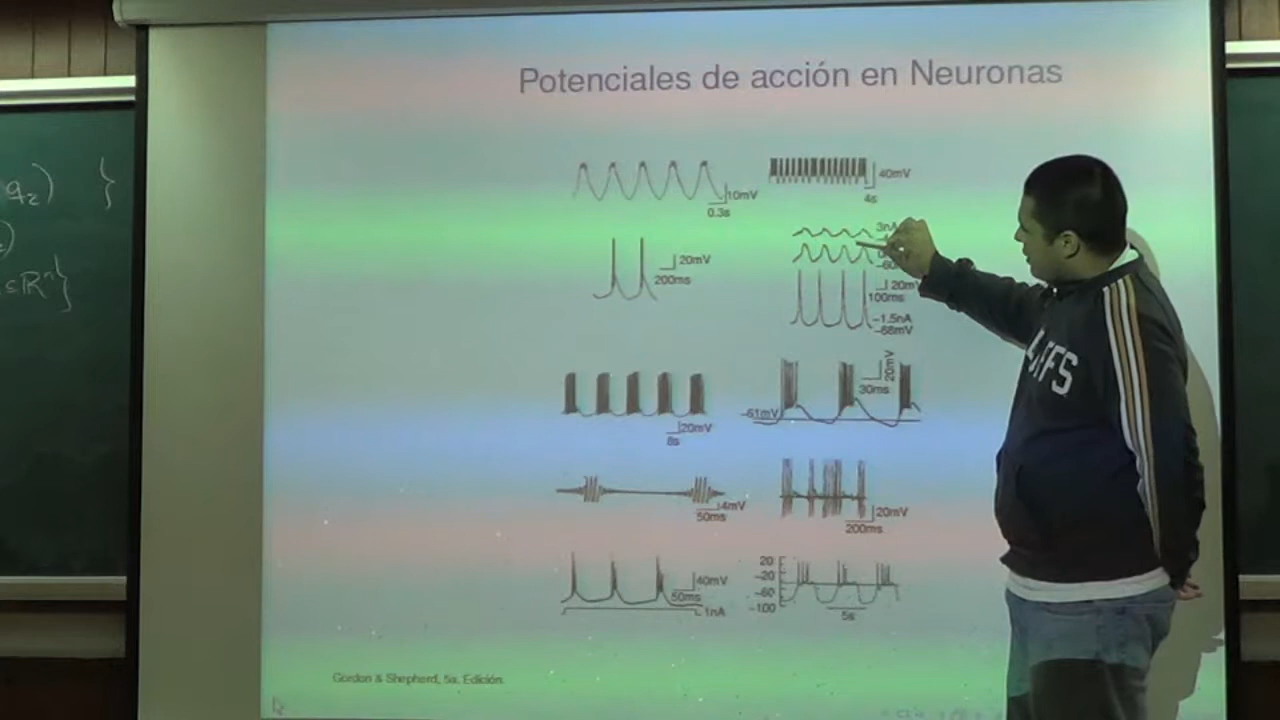 Potenciales de acción en Neuronas
10mV
0.3s
40mV
4s
20mV
200ms
3nA
20mV
100ms
-1.5nA
-68mV
20mV
8s
20mV
30ms
-61mV
4mV
50ms
20mV
200ms
40mV
50ms
1nA
20
-20
-60
-100
5s
Gordon & Shepherd, 5a. Edición.
q₂) }
)
sℝⁿ}